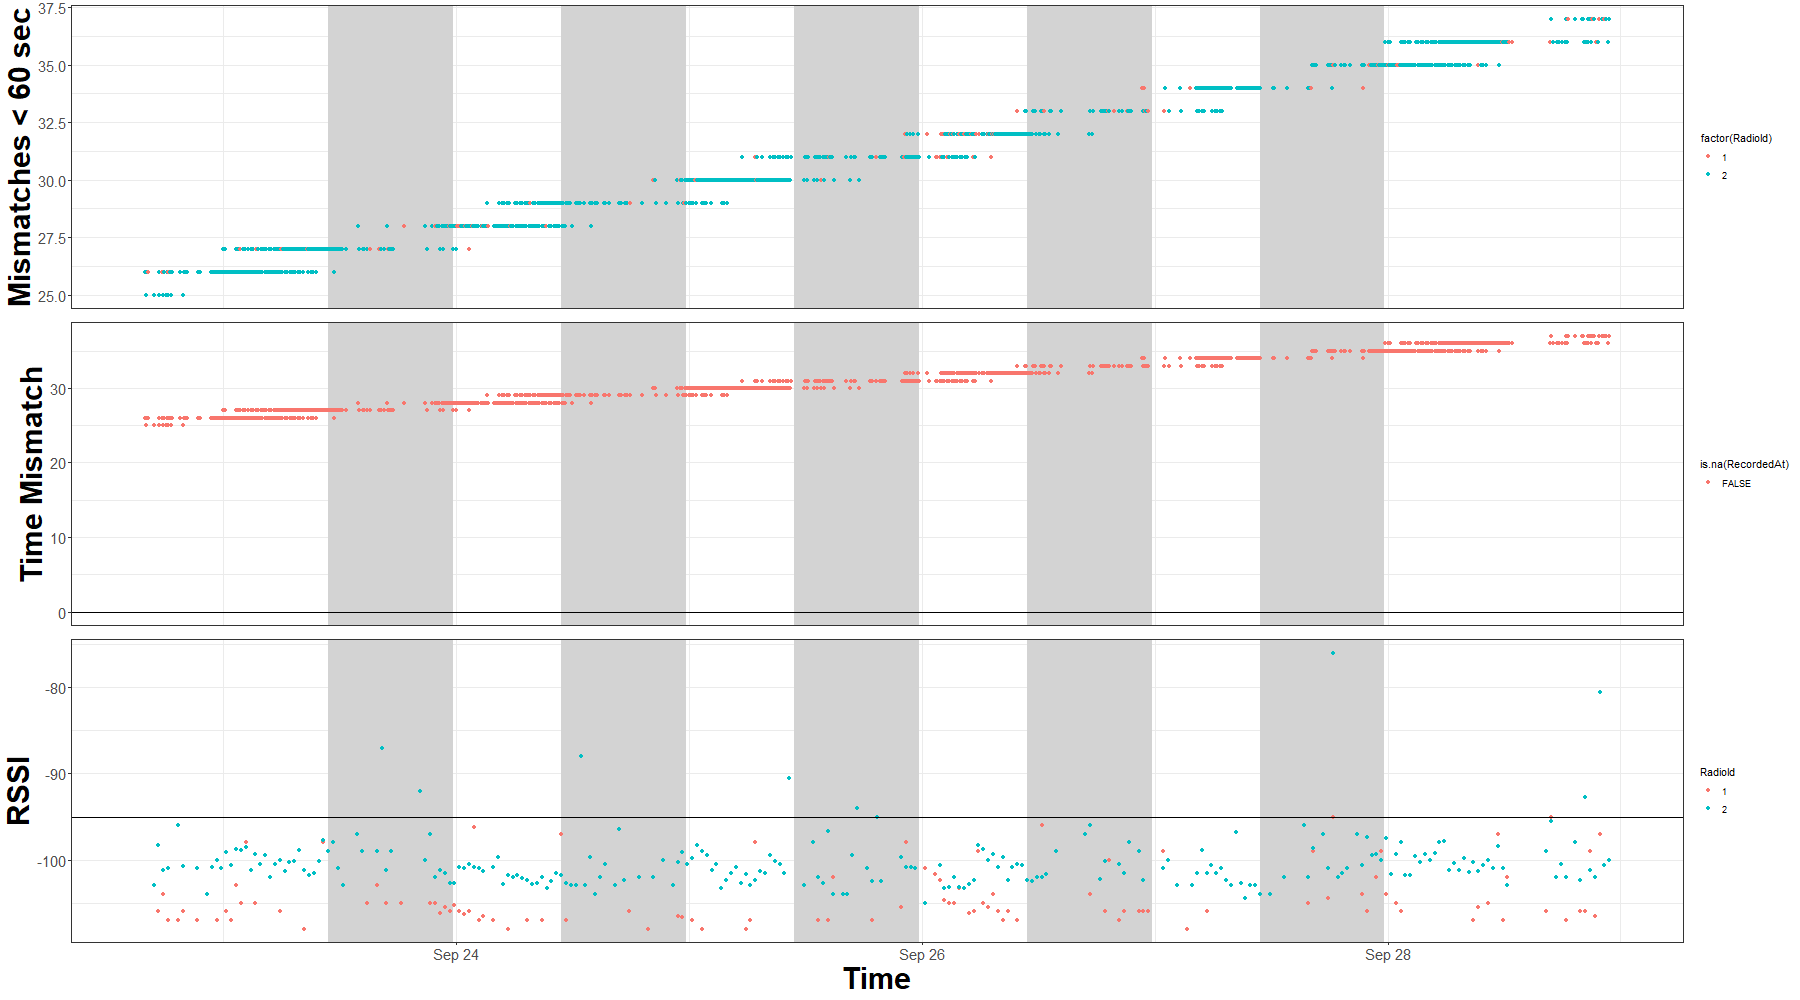 Mismatches < 60 sec
37.5
35.0
32.5
30.0
27.5
25.0
factor(RadioId)
1
2
Time Mismatch
30
20
10
0
is.na(RecordedAt)
FALSE
RSSI
-80
-90
-100
RadioId
1
2
Sep 24
Sep 26
Sep 28
Time